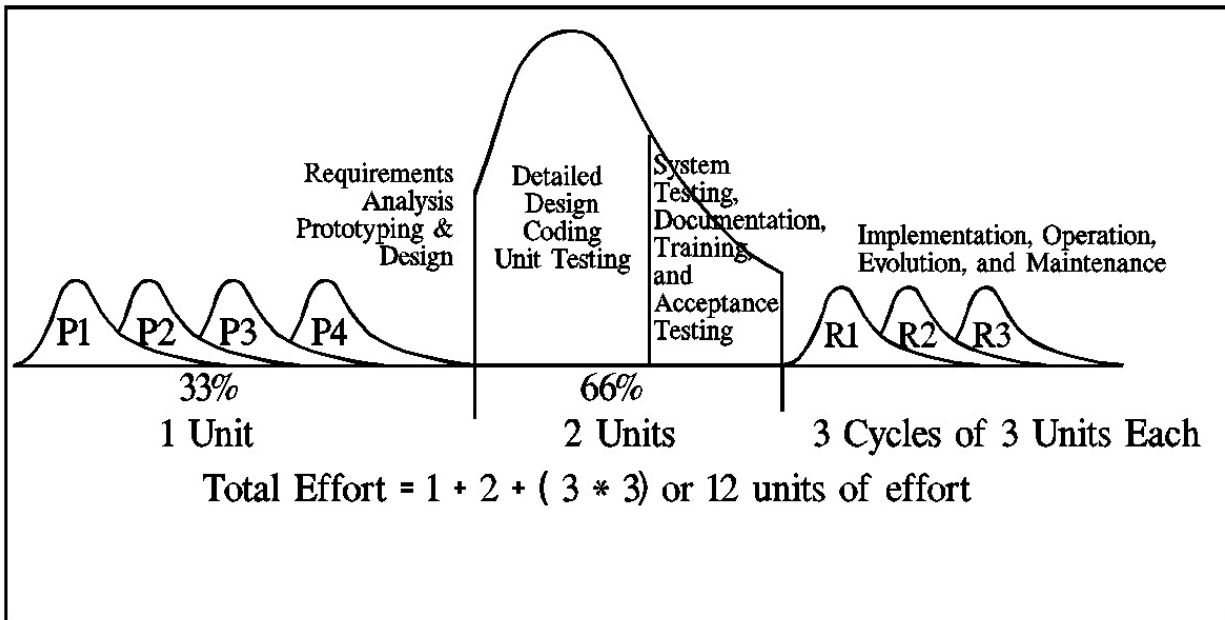 Requirements
Analysis
Prototyping &
Design
Detailed
Design
Coding
Unit Testing
System
Testing,
Documentation,
Training,
and
Acceptance
Testing
Implementation, Operation,
Evolution, and Maintenance
P1 P2 P3 P4
R1 R2 R3
33%
66%
1 Unit
2 Units
3 Cycles of 3 Units Each
Total Effort = 1 + 2 + ( 3 * 3) or 12 units of effort